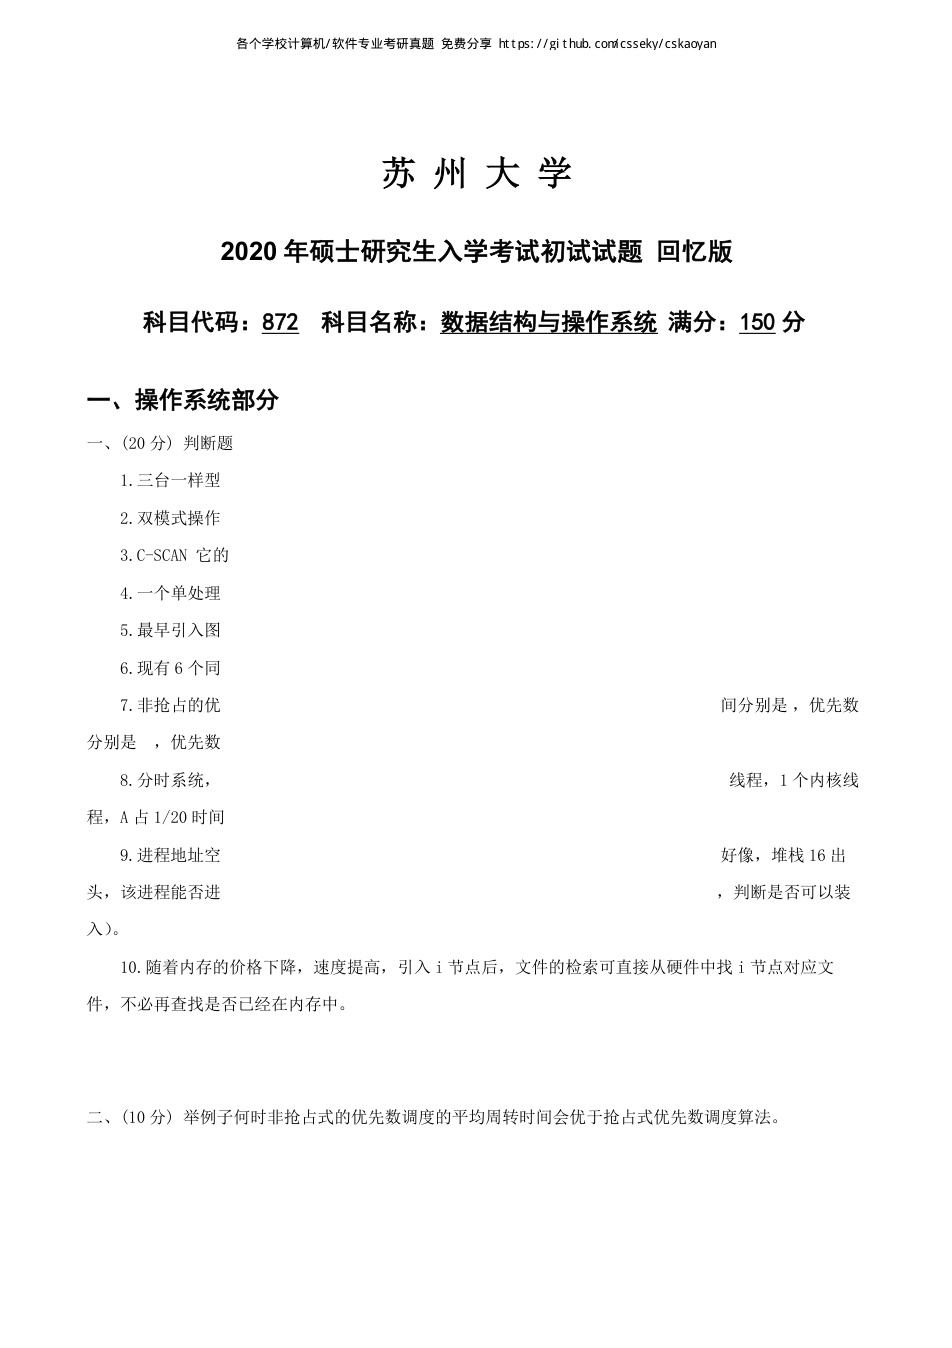 各个学校计算机/软件专业考研真题 免费分享 https://github.com/csseky/cskaoyan
苏 州 大 学
2020 年硕士研究生入学考试初试试题 回忆版
科目代码：872 科目名称：数据结构与操作系统 满分：150 分
一、操作系统部分
一、(20 分) 判断题
1.三台一样型
2.双模式操作
3.C-SCAN 它的
4.一个单处理
5.最早引入图
6.现有 6 个同
7.非抢占的优 间分别是 , 优先数
分别是 , 优先数
8.分时系统, 线程, 1 个内核线
程, A 占 1/20 时间
9.进程地址空 好像, 堆栈 16 出
头, 该进程能否进 , 判断是否可以装
入)。
10.随着内存的价格下降, 速度提高, 引入 i 节点后, 文件的检索可直接从硬件中找 i 节点对应文
件, 不必再查找是否已经在内存中。
二、(10 分) 举例子何时非抢占式的优先数调度的平均周转时间会优于抢占式优先数调度算法。